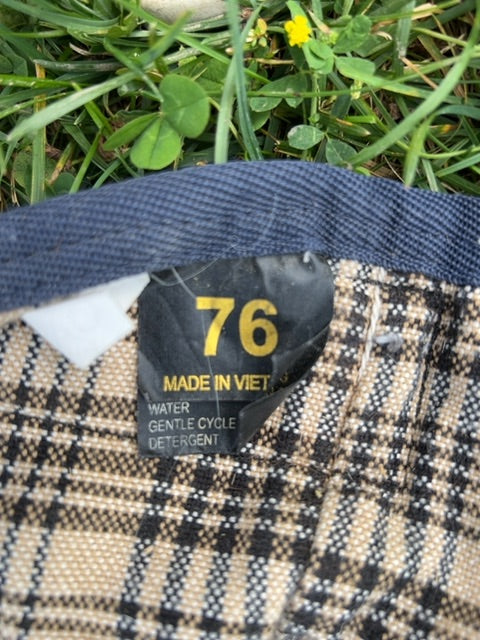 76
MADE IN VIET
WATER
GENTLE CYCLE
DETERGENT